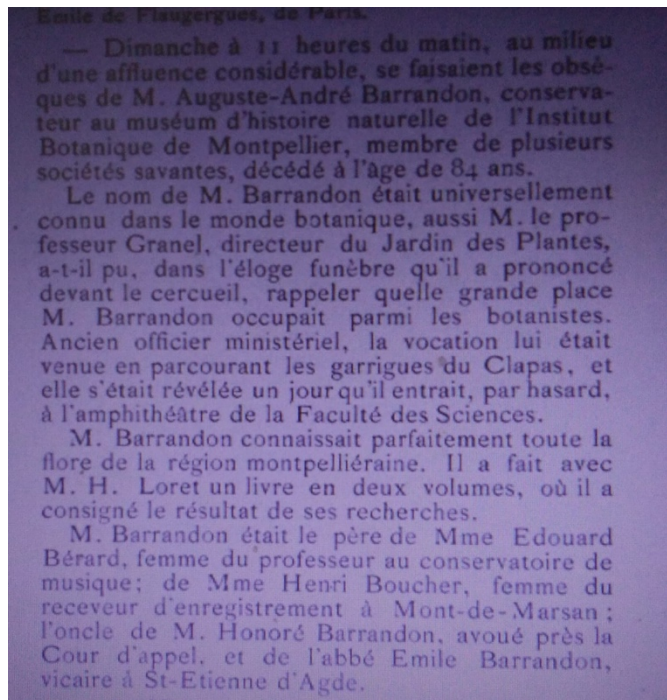 Emile de Flaugergues, de Paris.
— Dimanche à 11 heures du matin, au milieu
d'une affluence considérable, se faisaient les obsè-
ques de M. Auguste-André Barrandon, conserva-
teur au muséum d'histoire naturelle de l'Institut
Botanique de Montpellier, membre de plusieurs
sociétés savantes, décédé à l'âge de 84 ans.
Le nom de M. Barrandon était universellement
connu dans le monde botanique, aussi M. le pro-
fesseur Granel, directeur du Jardin des Plantes,
a-t-il pu, dans l'éloge funèbre qu'il a prononcé
devant le cercueil, rappeler quelle grande place
M. Barrandon occupait parmi les botanistes.
Ancien officier ministériel, la vocation lui était
venue en parcourant les garrigues du Clapas, et
elle s'était révélée un jour qu'il entrait, par hasard,
à l'amphithéâtre de la Faculté des Sciences.
M. Barrandon connaissait parfaitement toute la
flore de la région montpelliéraine. Il a fait avec
M. H. Loret un livre en deux volumes, où il a
consigné le résultat de ses recherches.
M. Barrandon était le père de Mme Edouard
Bérard, femme du professeur au conservatoire de
musique; de Mme Henri Boucher, femme du
receveur d'enregistrement à Mont-de-Marsan;
l'oncle de M. Honoré Barrandon, avoué près la
Cour d'appel, et de l'abbé Emile Barrandon,
vicaire à St-Etienne d'Agde.